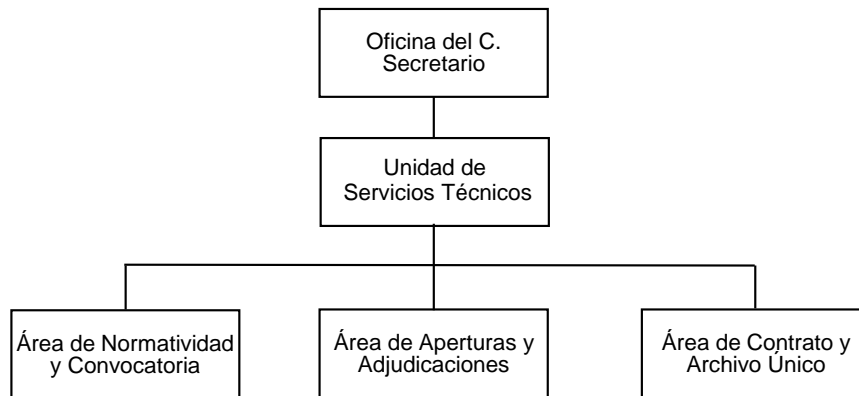 Oficina del C.
Secretario
Unidad de
Servicios Técnicos
Área de Normatividad
y Convocatoria
Área de Aperturas y
Adjudicaciones
Área de Contrato y
Archivo Único